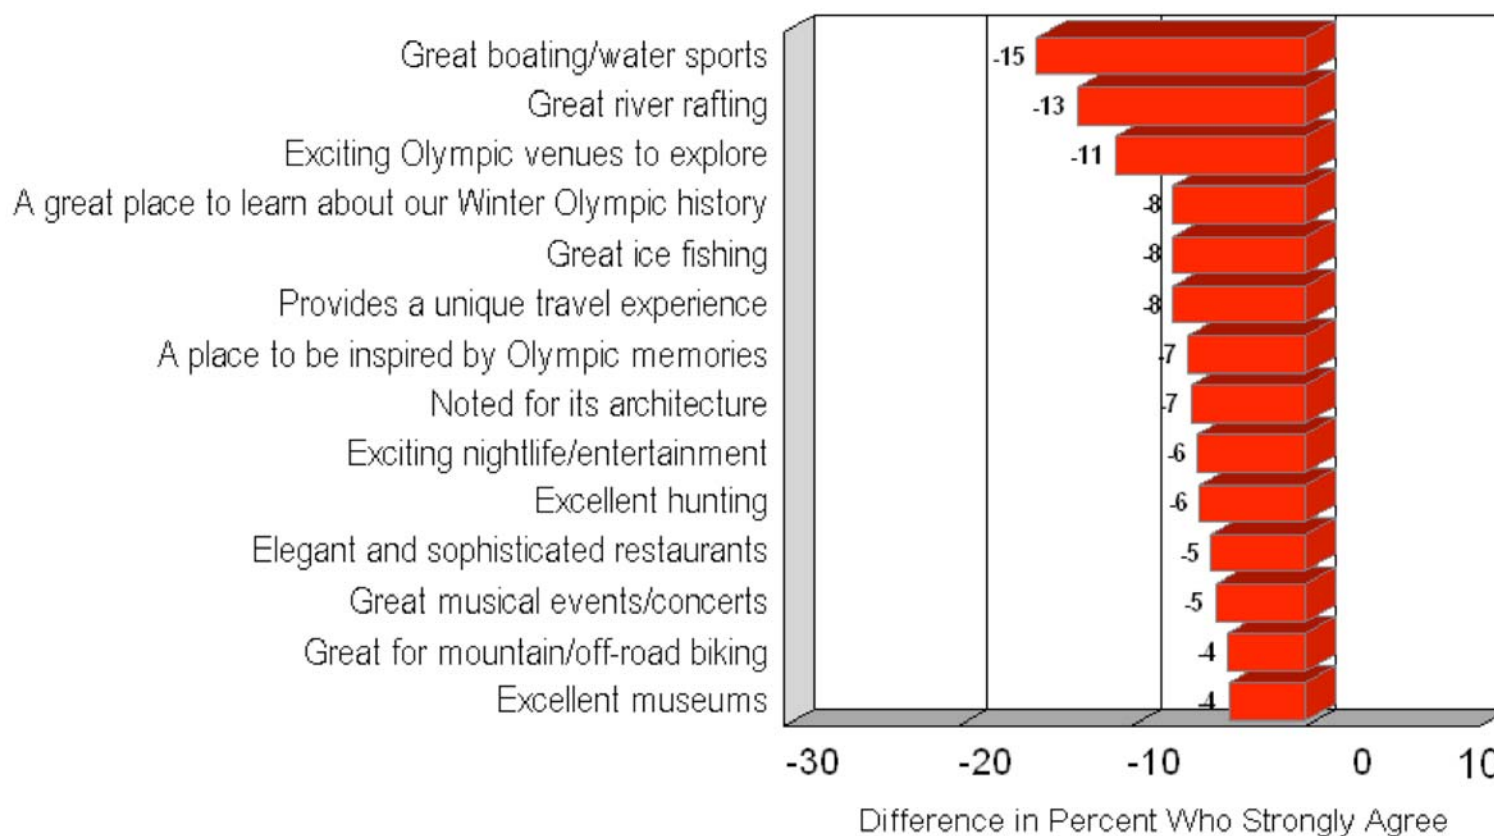 Great boating/water sports -15
Great river rafting -13
Exciting Olympic venues to explore -11
A great place to learn about our Winter Olympic history -8
Great ice fishing -8
Provides a unique travel experience -8
A place to be inspired by Olympic memories -7
Noted for its architecture -7
Exciting nightlife/entertainment -6
Excellent hunting -6
Elegant and sophisticated restaurants -5
Great musical events/concerts -5
Great for mountain/off-road biking -4
Excellent museums -4
-30 -20 -10 0 10
Difference in Percent Who Strongly Agree